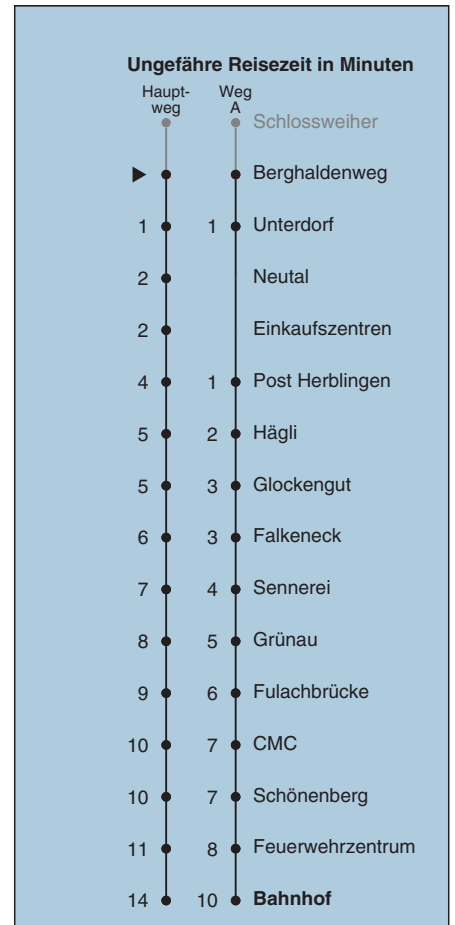 Ungefähre Reisezeit in Minuten
Haupt- Weg
weg A
Schlossweiher
Berghaldenweg
1 1 Unterdorf
2 Neutal
2 Einkaufszentren
4 1 Post Herblingen
5 2 Hägli
5 3 Glockengut
6 3 Falkeneck
7 4 Sennerei
8 5 Grünau
9 6 Fulachbrücke
10 7 CMC
10 7 Schönenberg
11 8 Feuerwehrzentrum
14 10 Bahnhof